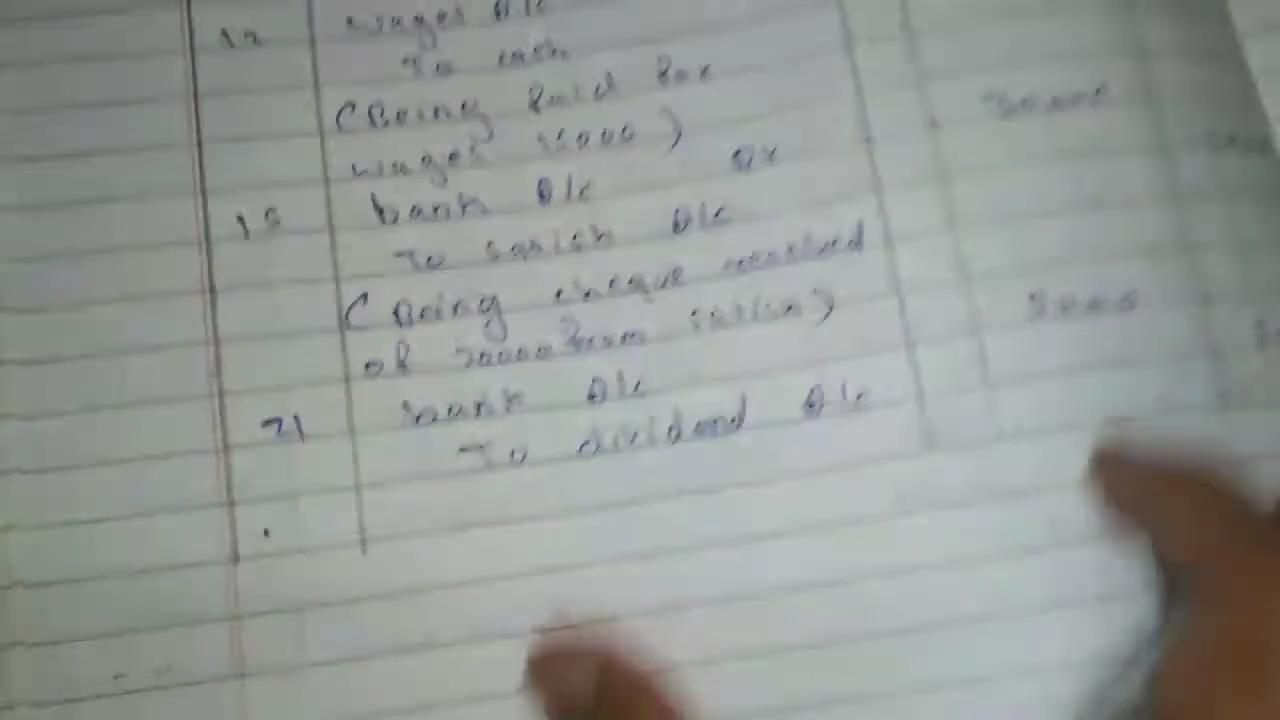 12 wages A/c
To cash
(Being Paid for
wages
bank A/c Dr
15 To satish A/c
(Being cheque received
of from satish)
bank A/c
21 To dividend A/c
5000